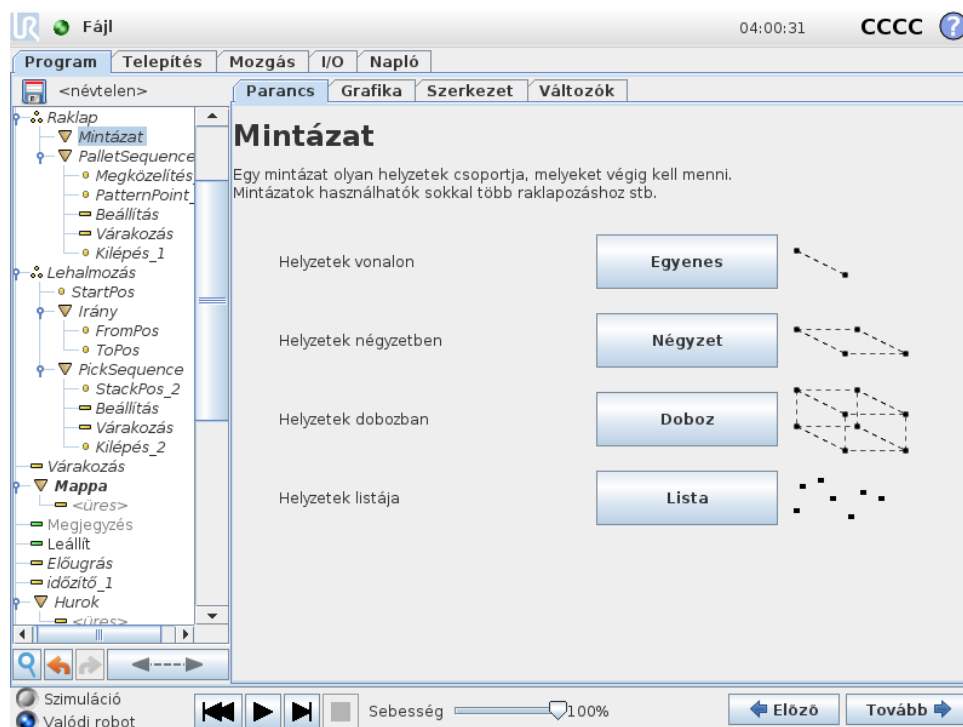 UR Fájl 04:00:31 CCCC ?
Program Telepítés Mozgás I/O Napló
<névtelen>
Parancs Grafika Szerkezet Változók
Raklap
Mintázat
PalletSequence
Megközelítés_
PatternPoint_
Beállítás
Várakozás
Kilépés_1
Lehalmozás
StartPos
Irány
FromPos
ToPos
PickSequence
StackPos_2
Beállítás
Várakozás
Kilépés_2
Várakozás
Mappa
<üres>
Megjegyzés
Leállít
Előugrás
időzítő_1
Hurok
<üres>
Mintázat
Egy mintázat olyan helyzetek csoportja, melyeket végig kell menni.
Mintázatok használhatók sokkal több raklapozáshoz stb.
Helyzetek vonalon Egyenes
Helyzetek négyzetben Négyzet
Helyzetek dobozban Doboz
Helyzetek listája Lista
Szimuláció
Valódi robot
Sebesség 100%
Előző Tovább